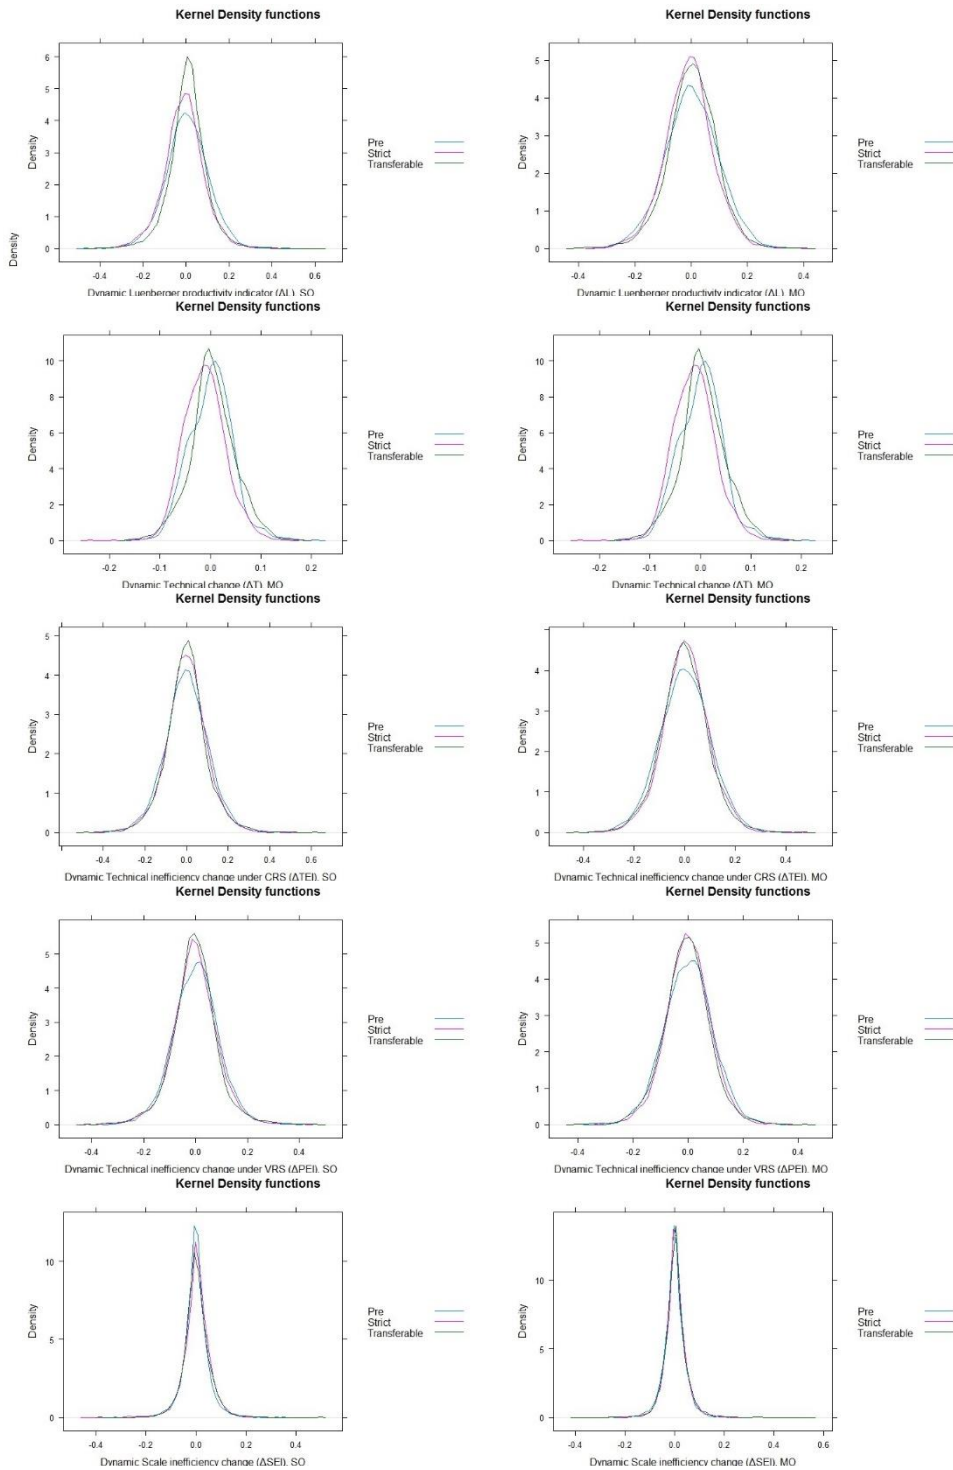 Kernel Density functions
Density
Density
6
5
4
3
2
1
0
-0.4 -0.2 0.0 0.2 0.4 0.6
Dynamic Luenberger productivity indicator (ΔL), SO
Pre
Strict
Transferable
Kernel Density functions
Density
5
4
3
2
1
0
-0.4 -0.2 0.0 0.2 0.4
Dynamic Luenberger productivity indicator (ΔL), MO
Pre
Strict
Transferable
Kernel Density functions
Density
10
8
6
4
2
0
-0.2 -0.1 0.0 0.1 0.2
Dynamic Technical change (ΔT), MO
Pre
Strict
Transferable
Kernel Density functions
Density
10
8
6
4
2
0
-0.2 -0.1 0.0 0.1 0.2
Dynamic Technical change (ΔT), MO
Pre
Strict
Transferable
Kernel Density functions
Density
5
4
3
2
1
0
-0.4 -0.2 0.0 0.2 0.4 0.6
Dynamic Technical inefficiency change under CRS (ΔTEI), SO
Pre
Strict
Transferable
Kernel Density functions
Density
4
3
2
1
0
-0.4 -0.2 0.0 0.2 0.4
Dynamic Technical inefficiency change under CRS (ΔTEI), MO
Pre
Strict
Transferable
Kernel Density functions
Density
5
4
3
2
1
0
-0.4 -0.2 0.0 0.2 0.4
Dynamic Technical inefficiency change under VRS (ΔPEI), SO
Pre
Strict
Transferable
Kernel Density functions
Density
5
4
3
2
1
0
-0.4 -0.2 0.0 0.2 0.4
Dynamic Technical inefficiency change under VRS (ΔPEI), MO
Pre
Strict
Transferable
Kernel Density functions
Density
10
5
0
-0.4 -0.2 0.0 0.2 0.4
Dynamic Scale inefficiency change (ΔSEI), SO
Pre
Strict
Transferable
Kernel Density functions
Density
10
5
0
-0.4 -0.2 0.0 0.2 0.4 0.6
Dynamic Scale inefficiency change (ΔSEI), MO
Pre
Strict
Transferable